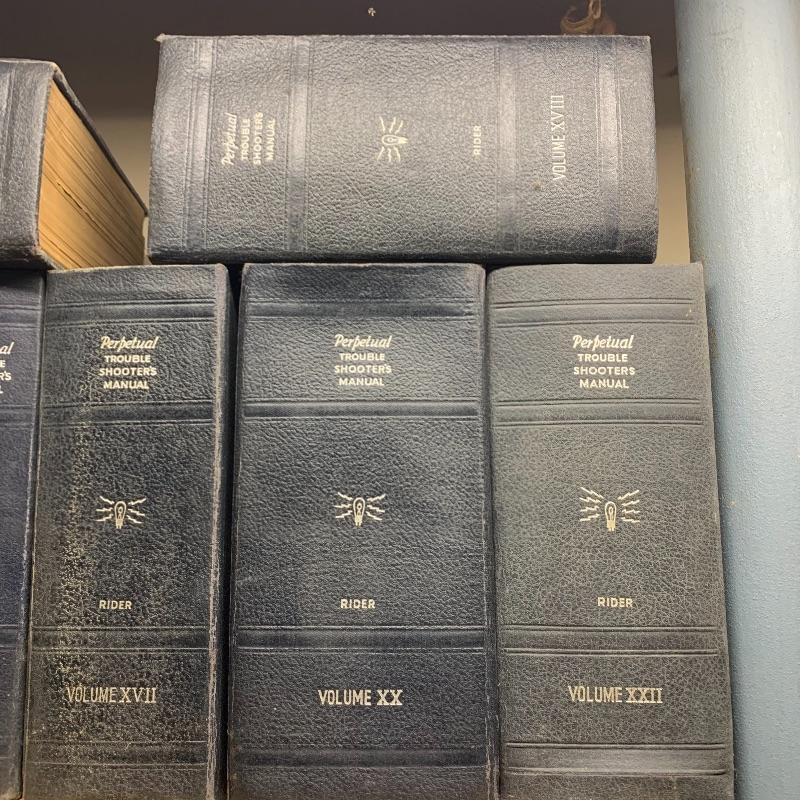 Perpetual
TROUBLE
SHOOTER'S
MANUAL
RIDER
VOLUME XVIII
Perpetual
TROUBLE
SHOOTER'S
MANUAL
RIDER
VOLUME XVII
Perpetual
TROUBLE
SHOOTER'S
MANUAL
RIDER
VOLUME XX
Perpetual
TROUBLE
SHOOTER'S
MANUAL
RIDER
VOLUME XXII